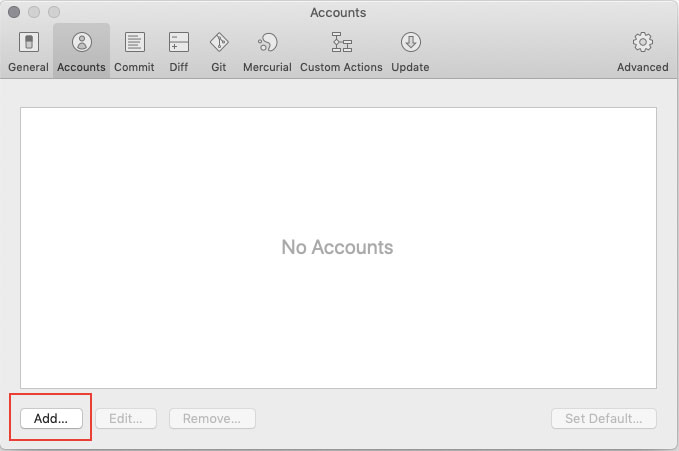 Accounts
General Accounts Commit Diff Git Mercurial Custom Actions Update Advanced
No Accounts
Add... Edit... Remove... Set Default...